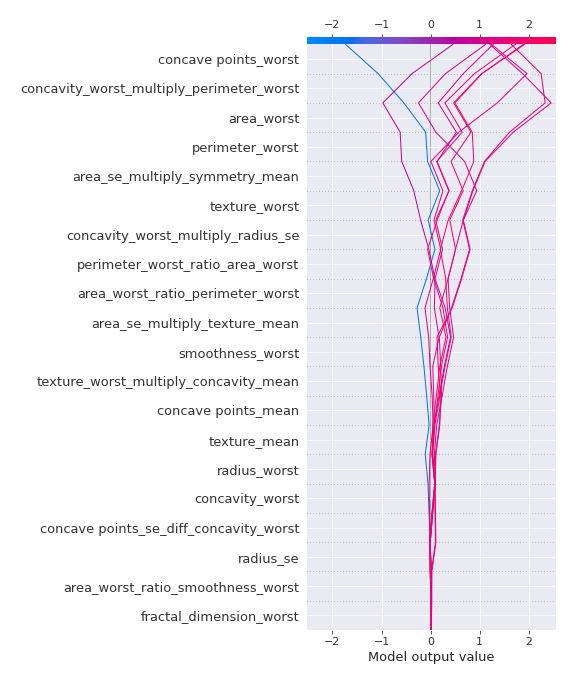 −2 −1 0 1 2
concave points_worst
concavity_worst_multiply_perimeter_worst
area_worst
perimeter_worst
area_se_multiply_symmetry_mean
texture_worst
concavity_worst_multiply_radius_se
perimeter_worst_ratio_area_worst
area_worst_ratio_perimeter_worst
area_se_multiply_texture_mean
smoothness_worst
texture_worst_multiply_concavity_mean
concave points_mean
texture_mean
radius_worst
concavity_worst
concave points_se_diff_concavity_worst
radius_se
area_worst_ratio_smoothness_worst
fractal_dimension_worst
−2 −1 0 1 2
Model output value